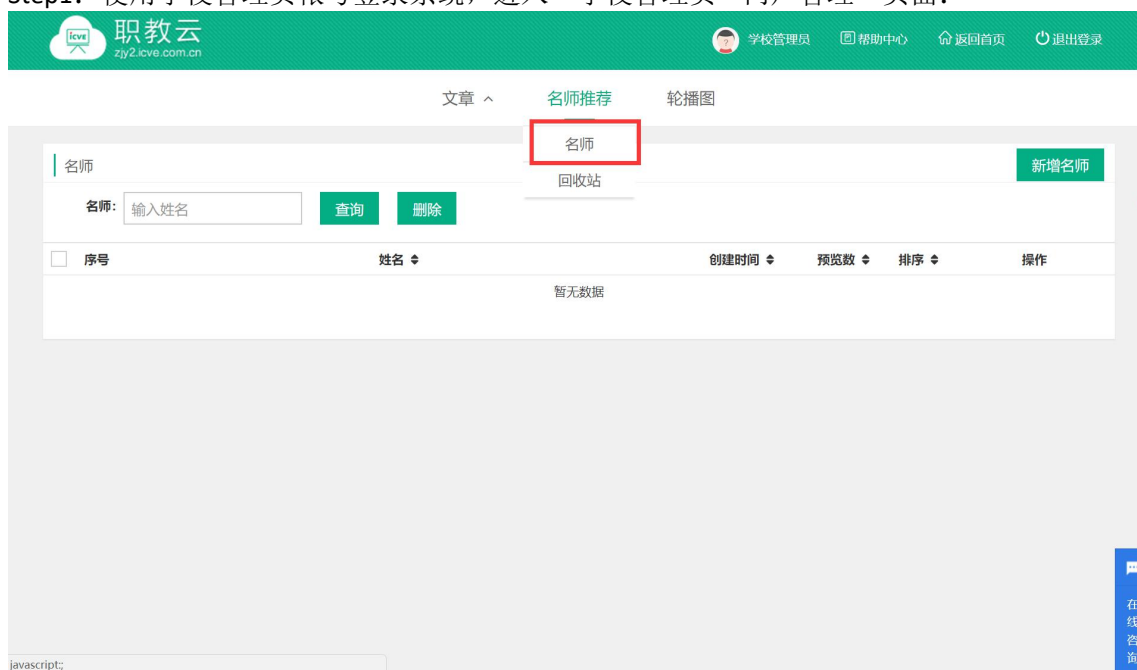 icve 职教云
zjy2.icve.com.cn
学校管理员 帮助中心 返回首页 退出登录
文章 名师推荐 轮播图
名师
回收站
名师 新增名师
名师: 输入姓名 查询 删除
序号 姓名 创建时间 预览数 排序 操作
暂无数据
在线咨询
javascript:;